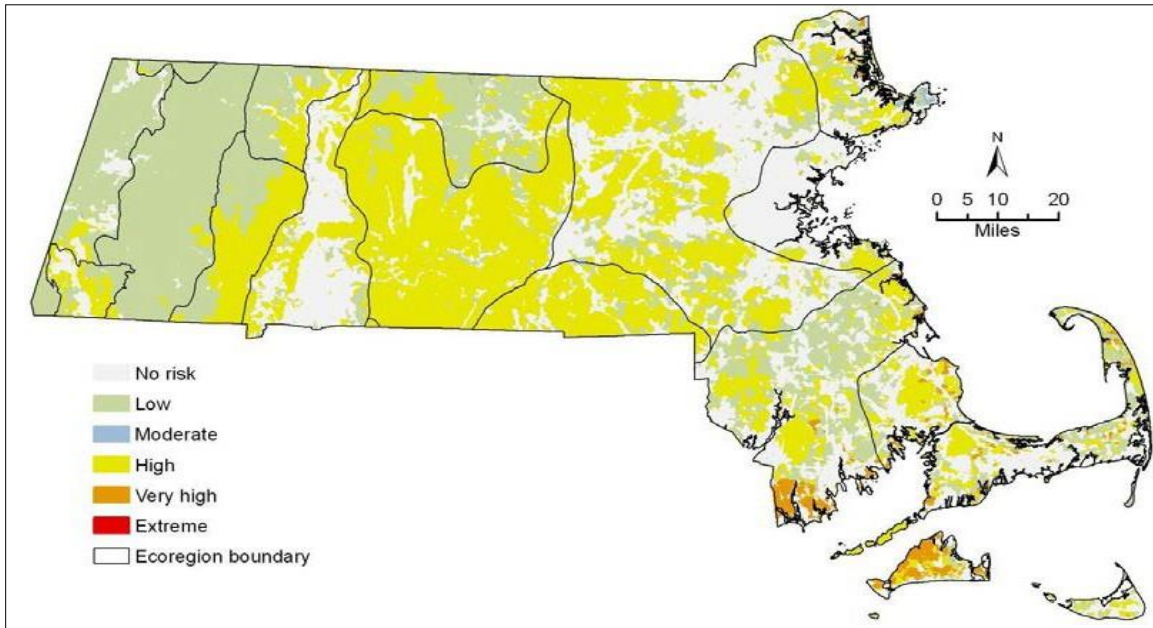 N
0 5 10 20
Miles
No risk
Low
Moderate
High
Very high
Extreme
Ecoregion boundary